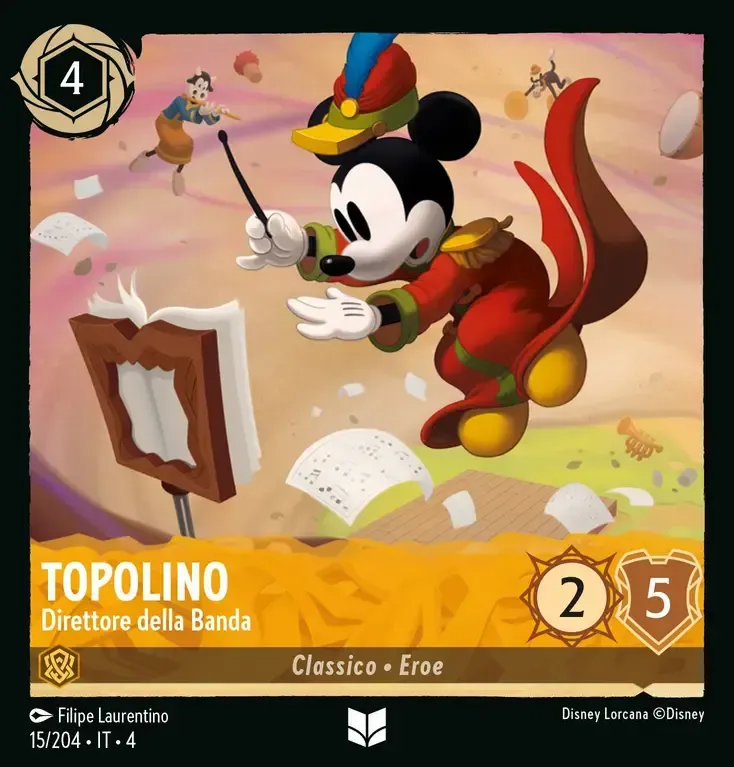 4
TOPOLINO
Direttore della Banda
2
5
Classico • Eroe
Filipe Laurentino
Disney Lorcana ©Disney
15/204 • IT • 4